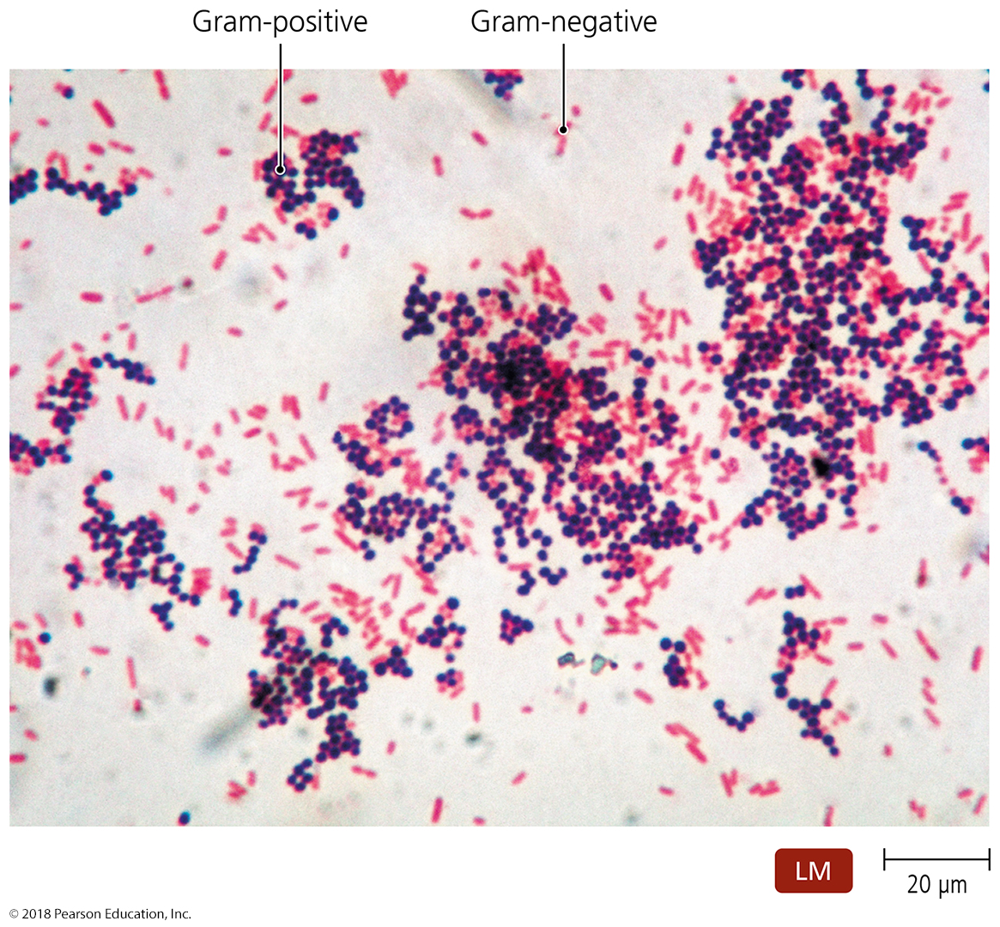 Gram-positive
Gram-negative
LM
20 µm
© 2018 Pearson Education, Inc.